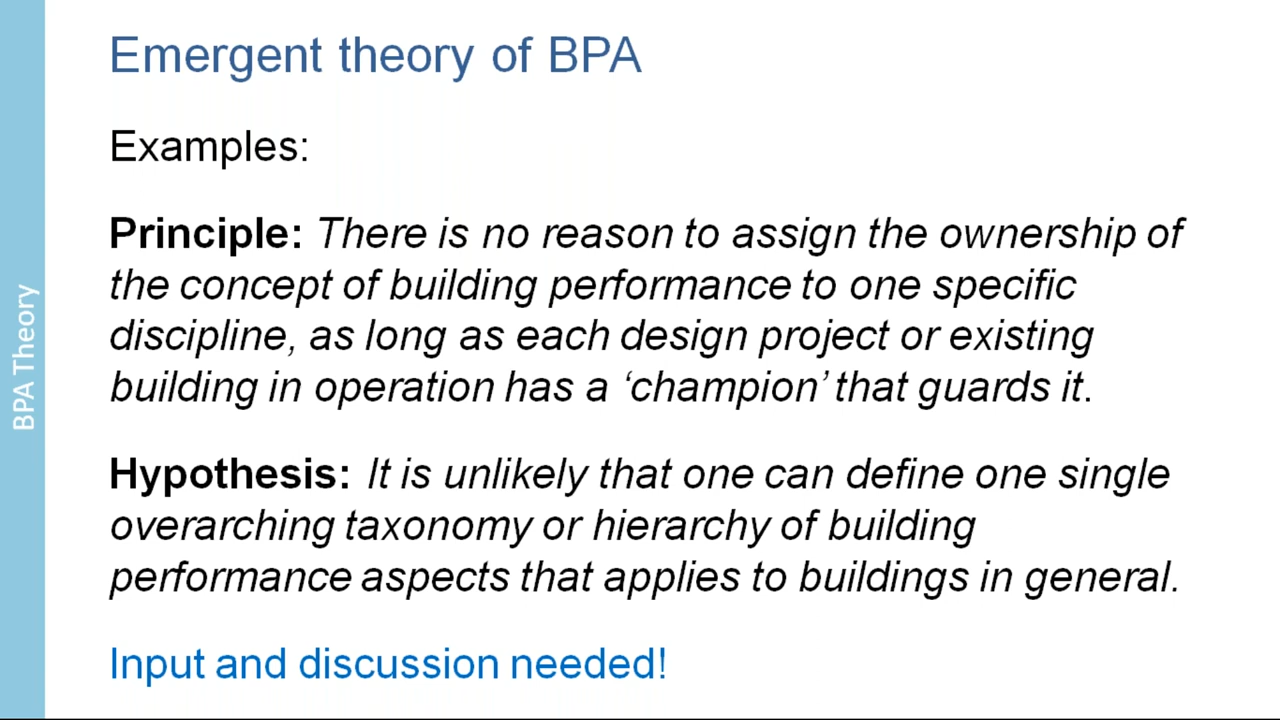 Emergent theory of BPA
Examples:
Principle: There is no reason to assign the ownership of
the concept of building performance to one specific
discipline, as long as each design project or existing
building in operation has a ‘champion’ that guards it.
Hypothesis: It is unlikely that one can define one single
overarching taxonomy or hierarchy of building
performance aspects that applies to buildings in general.
Input and discussion needed!
BPA Theory